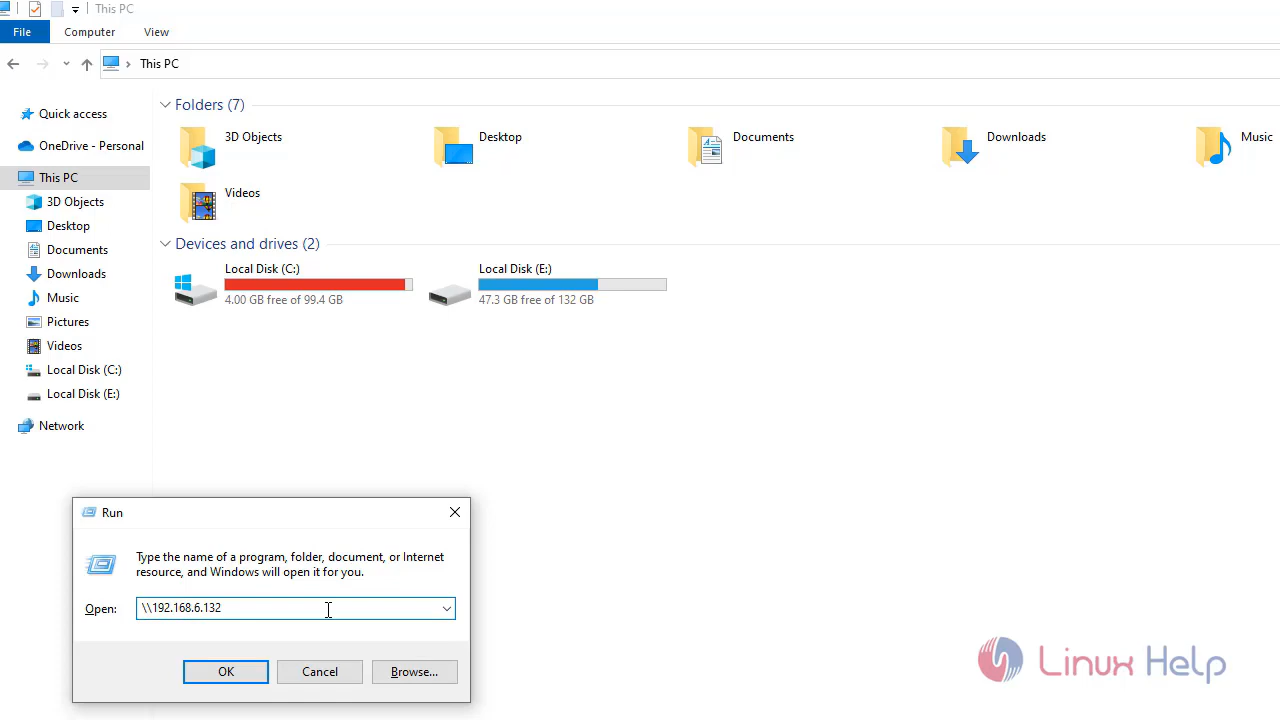 This PC
File
Computer
View
This PC
Quick access
OneDrive - Personal
This PC
3D Objects
Desktop
Documents
Downloads
Music
Pictures
Videos
Local Disk (C:)
Local Disk (E:)
Network
Folders (7)
3D Objects
Desktop
Documents
Downloads
Music
Videos
Devices and drives (2)
Local Disk (C:)
4.00 GB free of 99.4 GB
Local Disk (E:)
47.3 GB free of 132 GB
Run
Type the name of a program, folder, document, or Internet
resource, and Windows will open it for you.
Open: \\192.168.6.132
OK
Cancel
Browse...
Linux Help